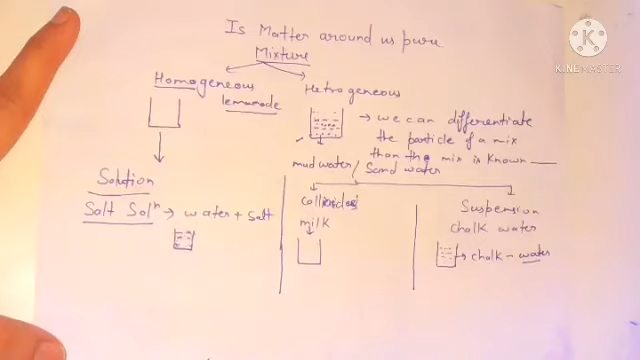 Is Matter around us pure
Mixture
Homogeneous
Hetrogeneous
lemonade
→ we can differentiate
the particle of a mix
than the mix is known
mud water / Sand water
Solution
Salt Solⁿ → water + Salt
milk
Suspension
chalk water
→ chalk - water
K
KINEMASTER